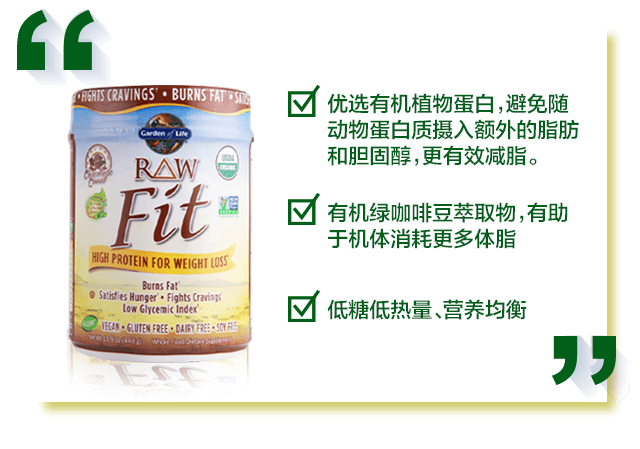 FIGHTS CRAVINGS • BURNS FAT •
Garden of Life
RAW
USDA
ORGANIC
Fit
HIGH PROTEIN FOR WEIGHT LOSS
Burns Fat
Satisfies Hunger • Fights Cravings
Low Glycemic Index
VEGAN • GLUTEN FREE • DAIRY FREE • SOY FREE
优选有机植物蛋白，避免随
动物蛋白质摄入额外的脂肪
和胆固醇，更有效减脂。
有机绿咖啡豆萃取物，有助
于机体消耗更多体脂
低糖低热量、营养均衡